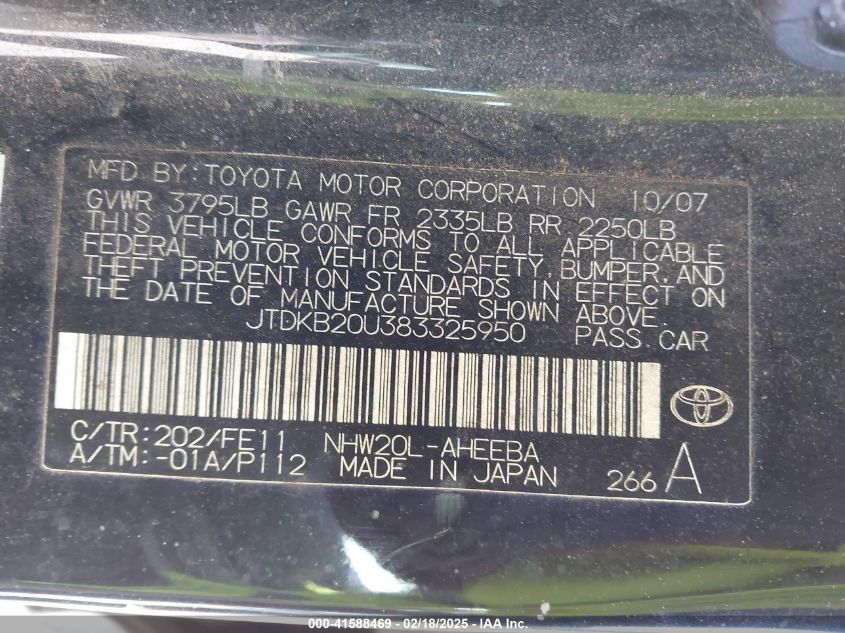 MFD BY: TOYOTA MOTOR CORPORATION 10/07
GVWR 3795LB GAWR FR 2335LB RR 2250LB
THIS VEHICLE CONFORMS TO ALL APPLICABLE
FEDERAL MOTOR VEHICLE SAFETY, BUMPER, AND
THEFT PREVENTION STANDARDS IN EFFECT ON
THE DATE OF MANUFACTURE SHOWN ABOVE.
JTDKB20U383325950 PASS.CAR
C/TR:202/FE11 NHW20L-AHEEBA
A/TM:-01A/P112 MADE IN JAPAN 266 A
000-41588469 - 02/18/2025 - IAA Inc.